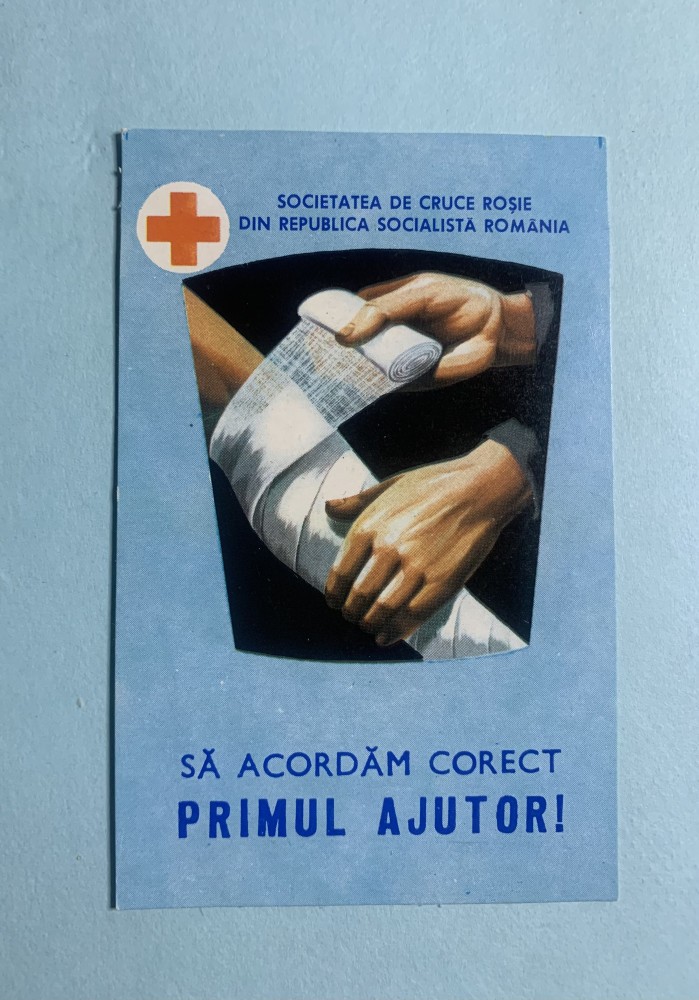 SOCIETATEA DE CRUCE ROȘIE
DIN REPUBLICA SOCIALISTĂ ROMÂNIA
SĂ ACORDĂM CORECT
PRIMUL AJUTOR!